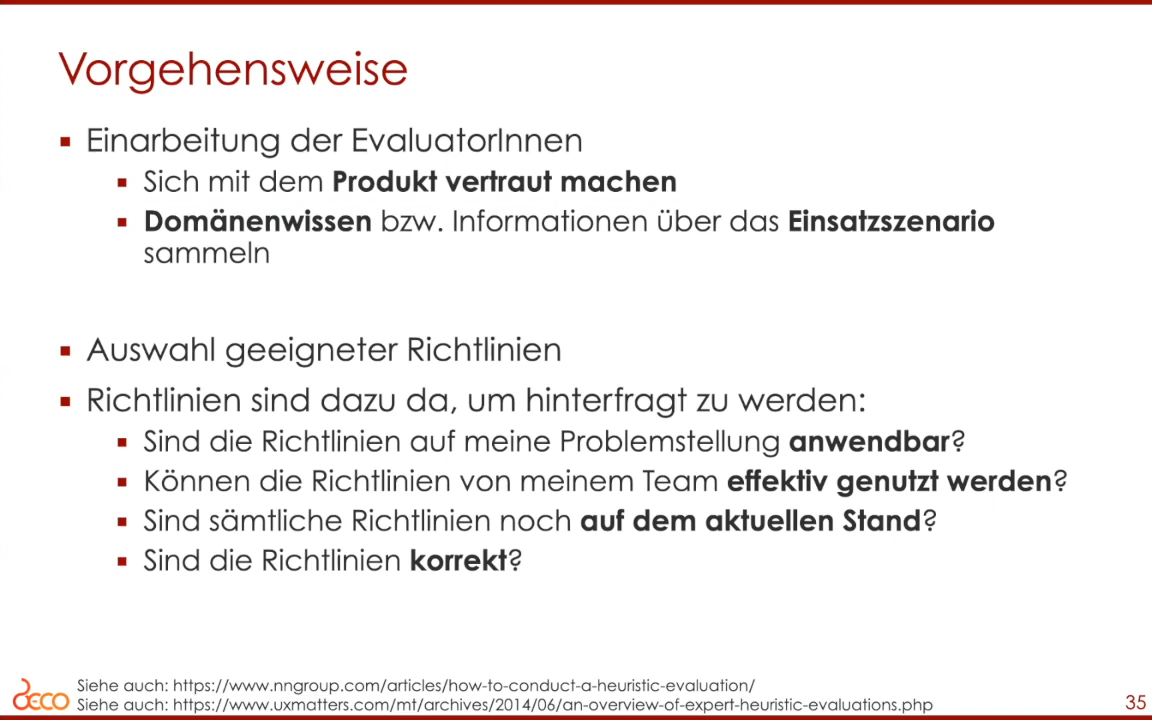 Vorgehensweise
▪ Einarbeitung der EvaluatorInnen
▪ Sich mit dem Produkt vertraut machen
▪ Domänenwissen bzw. Informationen über das Einsatzszenario
sammeln
▪ Auswahl geeigneter Richtlinien
▪ Richtlinien sind dazu da, um hinterfragt zu werden:
▪ Sind die Richtlinien auf meine Problemstellung anwendbar?
▪ Können die Richtlinien von meinem Team effektiv genutzt werden?
▪ Sind sämtliche Richtlinien noch auf dem aktuellen Stand?
▪ Sind die Richtlinien korrekt?
Siehe auch: https://www.nngroup.com/articles/how-to-conduct-a-heuristic-evaluation/
Siehe auch: https://www.uxmatters.com/mt/archives/2014/06/an-overview-of-expert-heuristic-evaluations.php
35